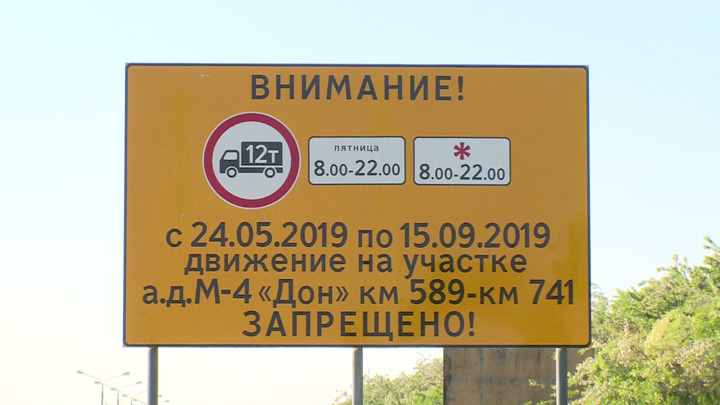 ВНИМАНИЕ!
12т
пятница
8.00-22.00
*
8.00-22.00
с 24.05.2019 по 15.09.2019
движение на участке
а.д.М-4 «Дон» км 589-км 741
ЗАПРЕЩЕНО!